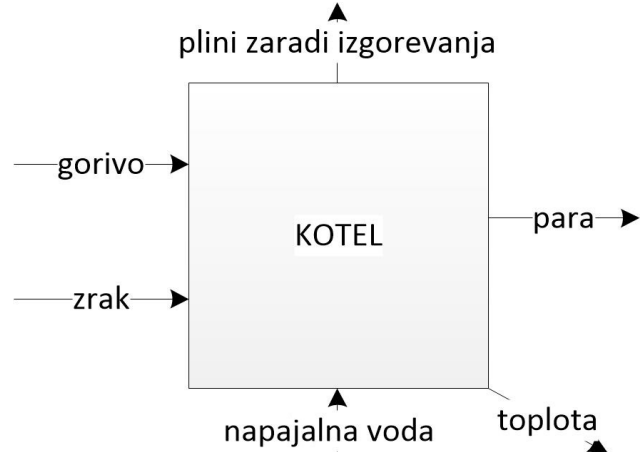 plini zaradi izgorevanja
gorivo
KOTEL
para
zrak
toplota
napajalna voda